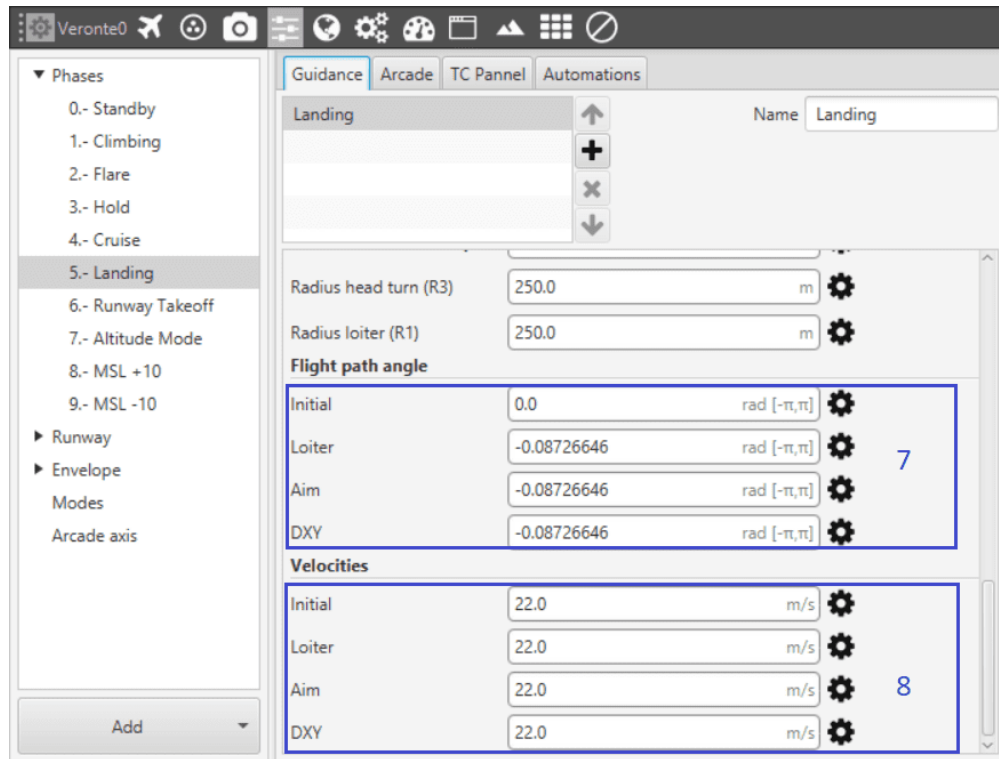 Veronte0
Phases
0.- Standby
1.- Climbing
2.- Flare
3.- Hold
4.- Cruise
5.- Landing
6.- Runway Takeoff
7.- Altitude Mode
8.- MSL +10
9.- MSL -10
Runway
Envelope
Modes
Arcade axis
Add
Guidance Arcade TC Pannel Automations
Landing
Name Landing
Radius head turn (R3) 250.0 m
Radius loiter (R1) 250.0 m
Flight path angle
Initial 0.0 rad [-π,π]
Loiter -0.08726646 rad [-π,π]
Aim -0.08726646 rad [-π,π]
DXY -0.08726646 rad [-π,π]
7
Velocities
Initial 22.0 m/s
Loiter 22.0 m/s
Aim 22.0 m/s
DXY 22.0 m/s
8